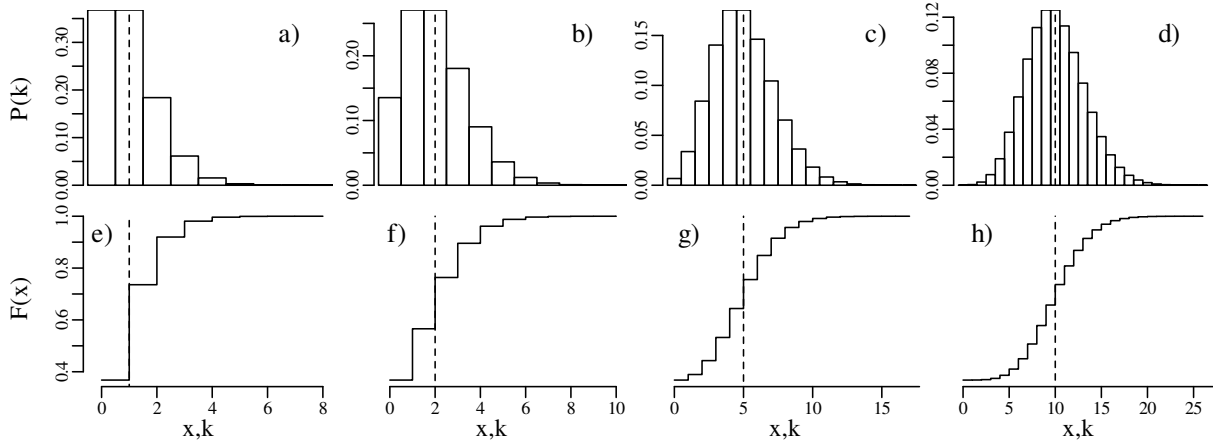 a)
b)
c)
d)
P(k)
0.00 0.10 0.20 0.30
0.00 0.10 0.20
0.00 0.05 0.10 0.15
0.00 0.04 0.08 0.12
e)
f)
g)
h)
F(x)
0.4 0.6 0.8 1.0
0 2 4 6 8
0 2 4 6 8 10
0 5 10 15
0 5 10 15 20 25
x,k
x,k
x,k
x,k